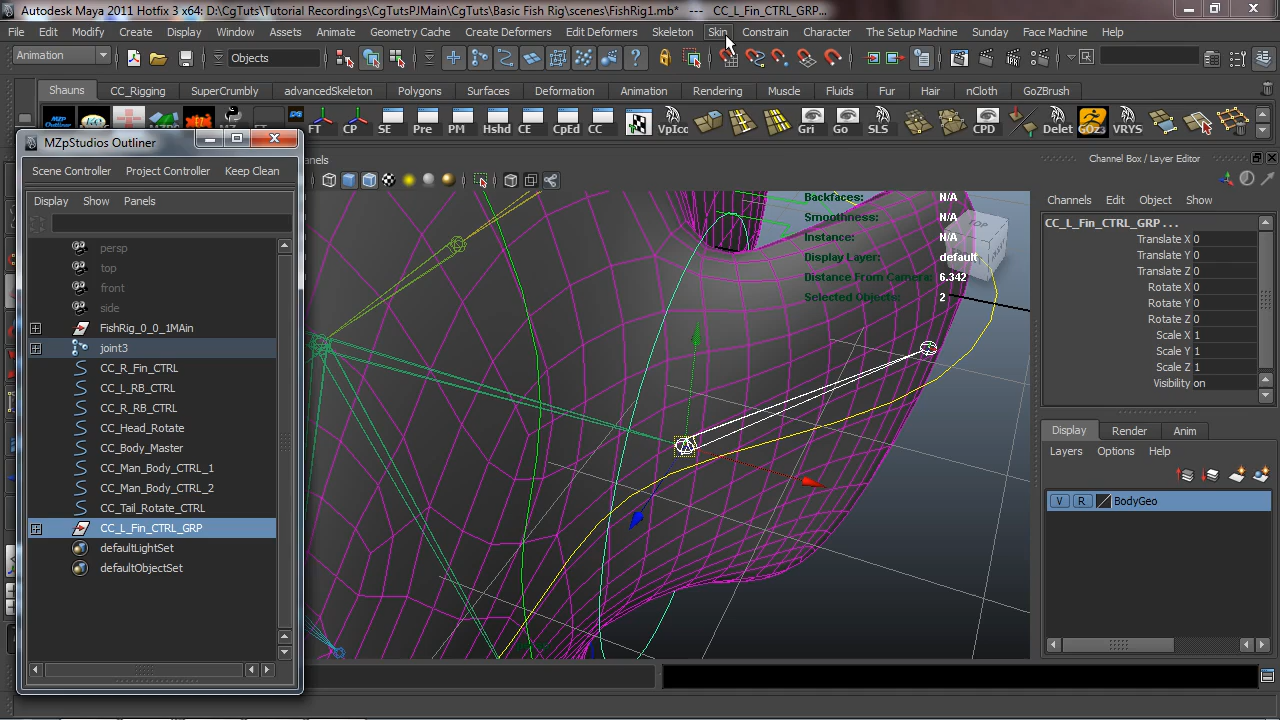 Autodesk Maya 2011 Hotfix 3 x64: D:\CgTuts\Tutorial Recordings\CgTutsPJMain\CgTuts\Basic Fish Rig\scenes\FishRig1.mb* --- CC_L_Fin_CTRL_GRP...
File Edit Modify Create Display Window Assets Animate Geometry Cache Create Deformers Edit Deformers Skeleton Skin Constrain Character The Setup Machine Sunday Face Machine Help
Animation Objects
Shauns CC_Rigging SuperCrumbly advancedSkeleton Polygons Surfaces Deformation Animation Rendering Muscle Fluids Fur Hair nCloth GoZBrush
FT CP SE Pre PM Hshd CE CpEd CC VpIcc Gri Go SLS CPD Delet GOz3 VRYS
MZpStudios Outliner
Scene Controller Project Controller Keep Clean
Display Show Panels
persp
top
front
side
FishRig_0_0_1MAin
joint3
CC_R_Fin_CTRL
CC_L_RB_CTRL
CC_R_RB_CTRL
CC_Head_Rotate
CC_Body_Master
CC_Man_Body_CTRL_1
CC_Man_Body_CTRL_2
CC_Tail_Rotate_CTRL
CC_L_Fin_CTRL_GRP
defaultLightSet
defaultObjectSet
nels
Backfaces: N/A
Smoothness: N/A
Instance: N/A
Display Layer: default
Distance From Camera: 6.342
Selected Objects: 2
TOP
Channel Box / Layer Editor
Channels Edit Object Show
CC_L_Fin_CTRL_GRP . . .
Translate X 0
Translate Y 0
Translate Z 0
Rotate X 0
Rotate Y 0
Rotate Z 0
Scale X 1
Scale Y 1
Scale Z 1
Visibility on
Display Render Anim
Layers Options Help
V R BodyGeo